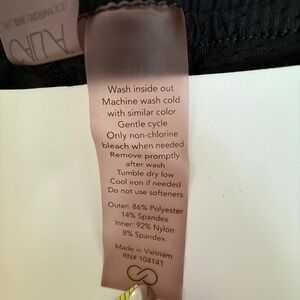 Wash inside out
Machine wash cold
with similar color
Gentle cycle
Only non-chlorine
bleach when needed
Remove promptly
after wash
Tumble dry low
Cool iron if needed
Do not use softeners
Outer: 86% Polyester
14% Spandex
Inner: 92% Nylon
8% Spandex
Made in Vietnam
RN# 104141